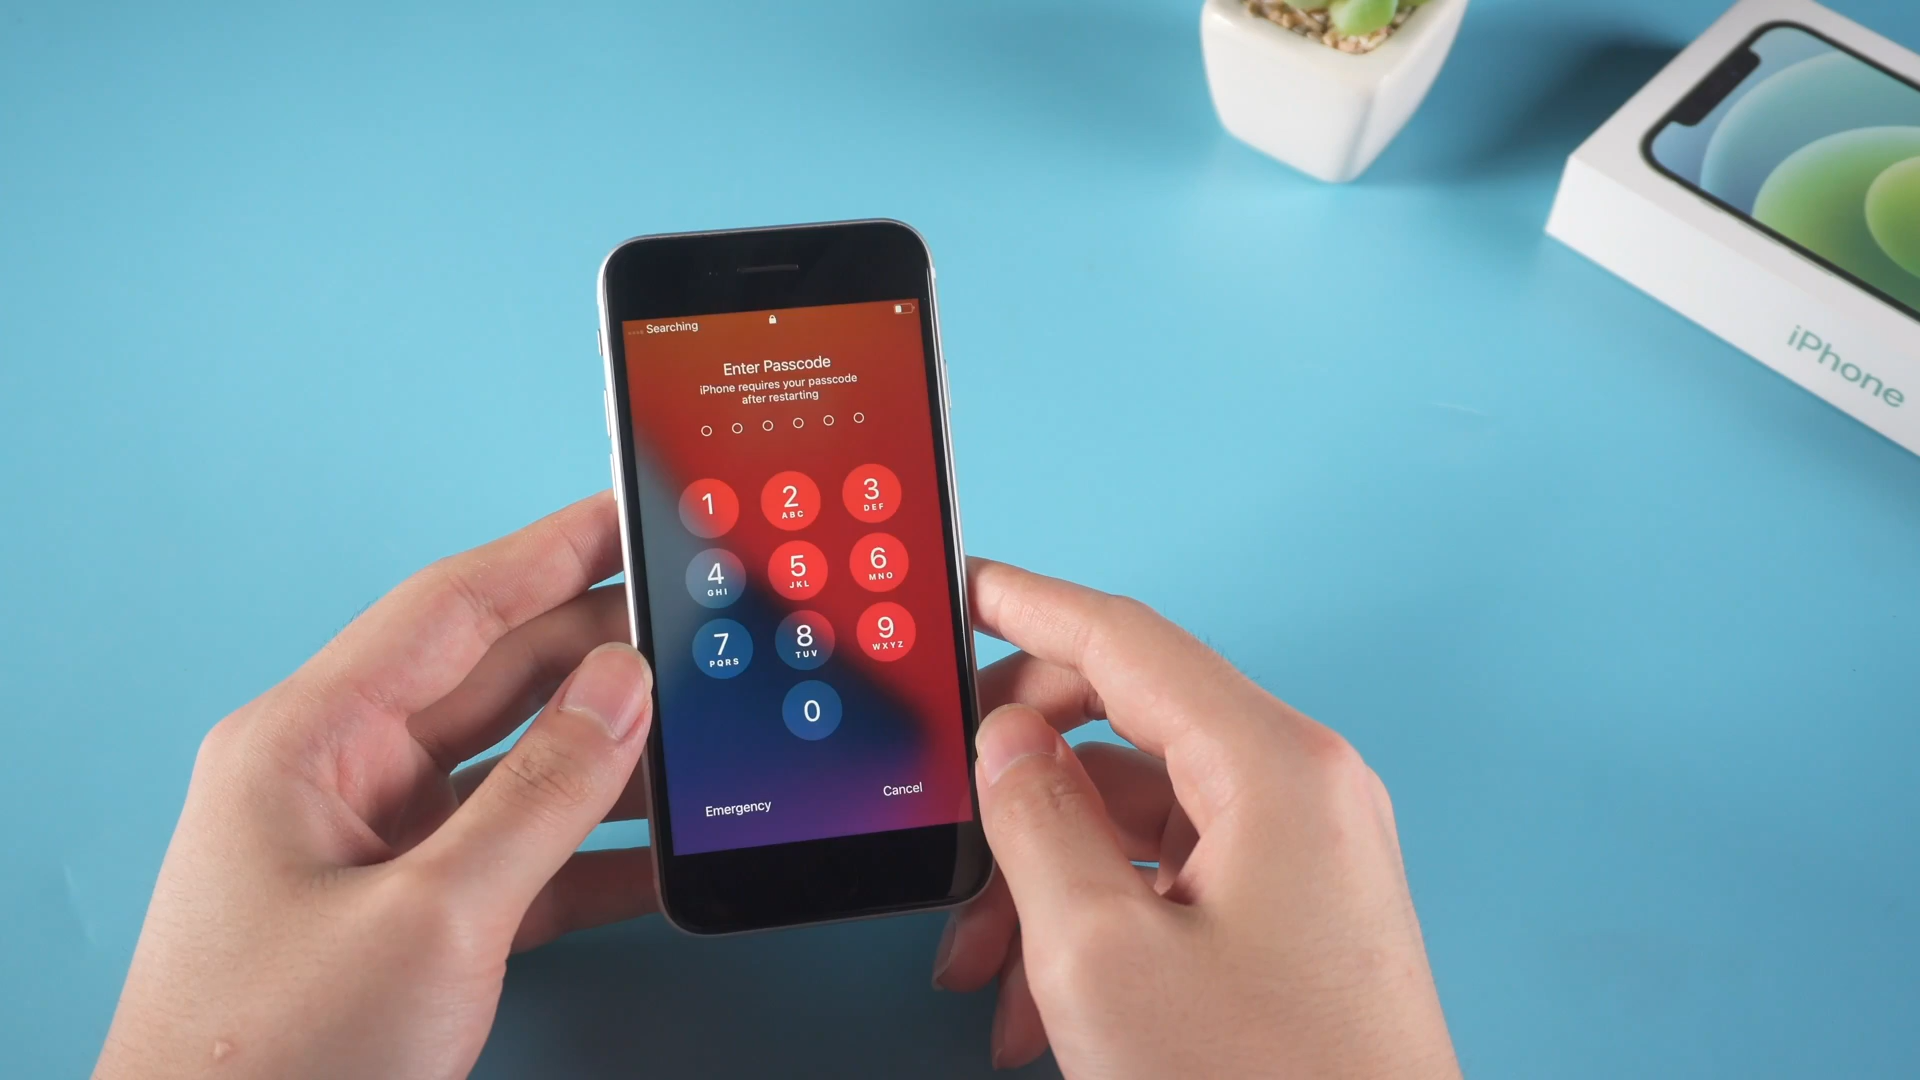 Searching
Enter Passcode
iPhone requires your passcode
after restarting
1
2
ABC
3
DEF
4
GHI
5
JKL
6
MNO
7
PQRS
8
TUV
9
WXYZ
0
Emergency
Cancel
iPhone